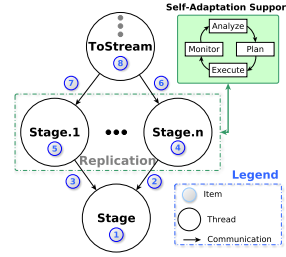 Self-Adaptation Suppor
Analyze
Monitor
Plan
Execute
ToStream
8
7
6
Stage.1
Stage.n
5
4
Replication
3
2
Stage
1
Legend
Item
Thread
Communication